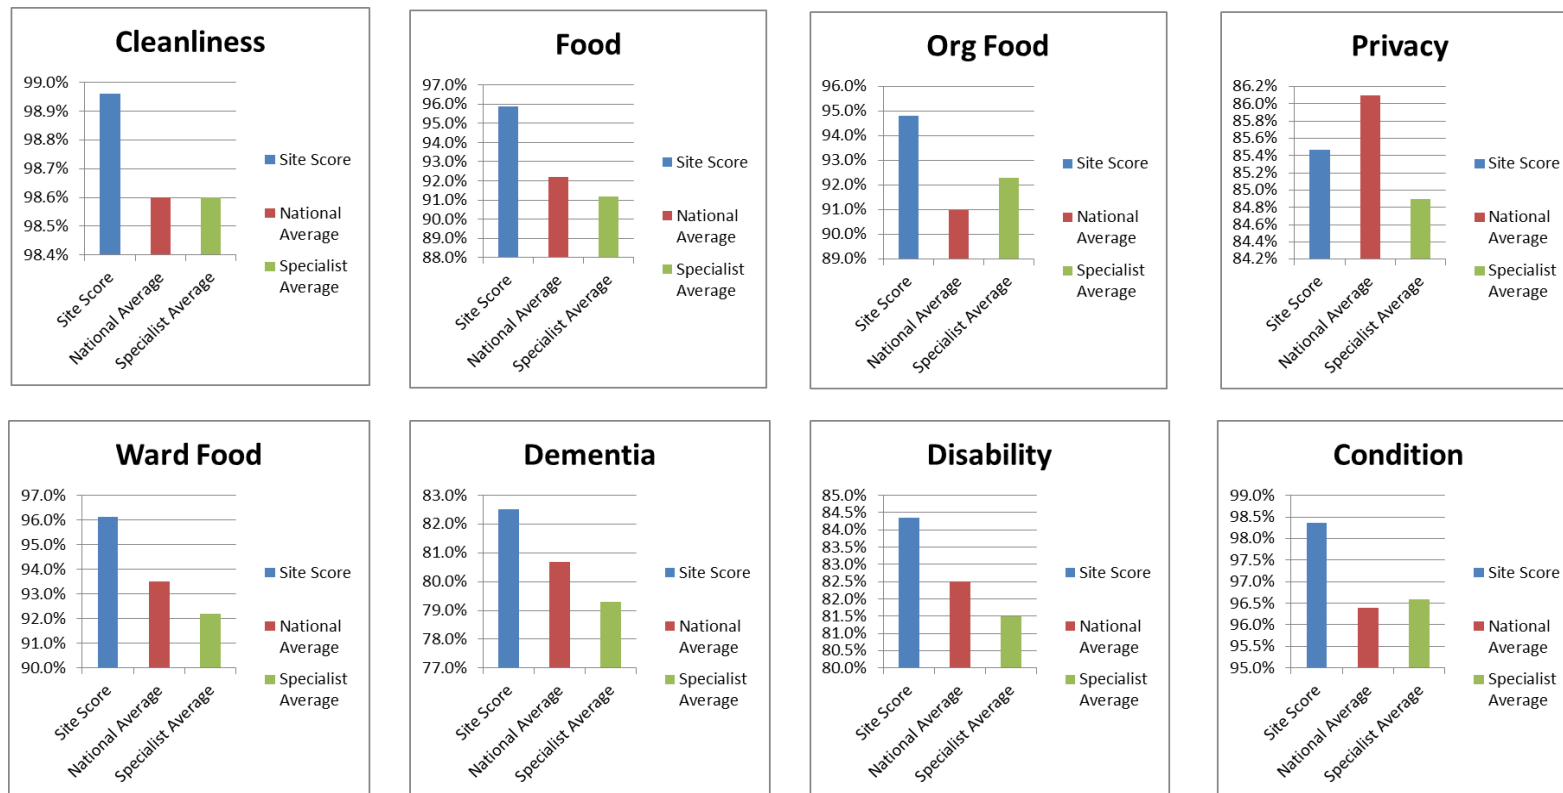 Cleanliness
99.0%
98.9%
98.8%
98.7%
98.6%
98.5%
98.4%
Site Score
National Average
Specialist Average
Site Score
National
Average
Specialist
Average
Food
97.0%
96.0%
95.0%
94.0%
93.0%
92.0%
91.0%
90.0%
89.0%
88.0%
Site Score
National Average
Specialist Average
Site Score
National
Average
Specialist
Average
Org Food
96.0%
95.0%
94.0%
93.0%
92.0%
91.0%
90.0%
89.0%
Site Score
National Average
Specialist Average
Site Score
National
Average
Specialist
Average
Privacy
86.2%
86.0%
85.8%
85.6%
85.4%
85.2%
85.0%
84.8%
84.6%
84.4%
84.2%
Site Score
National Average
Specialist Average
Site Score
National
Average
Specialist
Average
Ward Food
97.0%
96.0%
95.0%
94.0%
93.0%
92.0%
91.0%
90.0%
Site Score
National Average
Specialist Average
Site Score
National
Average
Specialist
Average
Dementia
83.0%
82.0%
81.0%
80.0%
79.0%
78.0%
77.0%
Site Score
National Average
Specialist Average
Site Score
National
Average
Specialist
Average
Disability
85.0%
84.5%
84.0%
83.5%
83.0%
82.5%
82.0%
81.5%
81.0%
80.5%
80.0%
Site Score
National Average
Specialist Average
Site Score
National
Average
Specialist
Average
Condition
99.0%
98.5%
98.0%
97.5%
97.0%
96.5%
96.0%
95.5%
95.0%
Site Score
National Average
Specialist Average
Site Score
National
Average
Specialist
Average